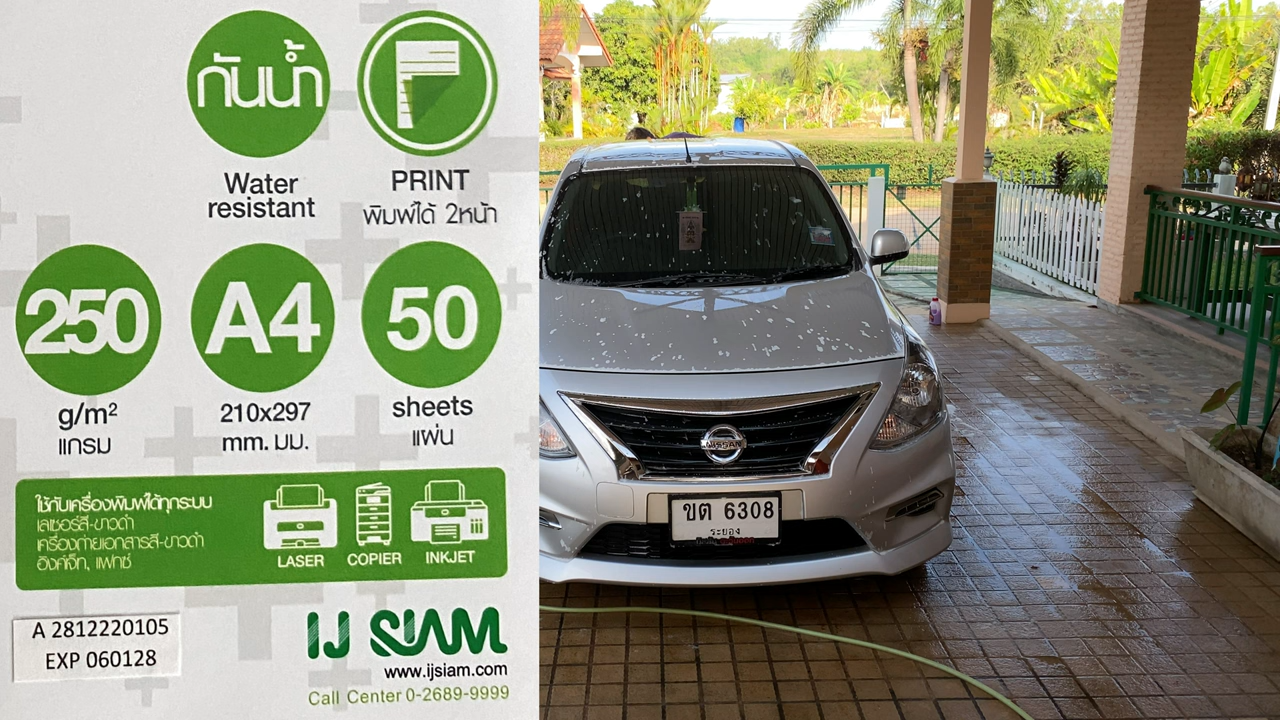 กันน้ำ
Water
resistant
PRINT
พิมพ์ได้ 2หน้า
250
g/m²
แกรม
A4
210x297
mm. มม.
50
sheets
แผ่น
ใช้กับเครื่องพิมพ์ได้ทุกระบบ
เลเซอร์สี-ขาวดำ
เครื่องถ่ายเอกสารสี-ขาวดำ
อิงค์เจ็ท, แฟกซ์
LASER
COPIER
INKJET
A 2812220105
EXP 060128
IJ SIAM
www.ijsiam.com
Call Center 0-2689-9999
NISSAN
ขต 6308
ระยอง